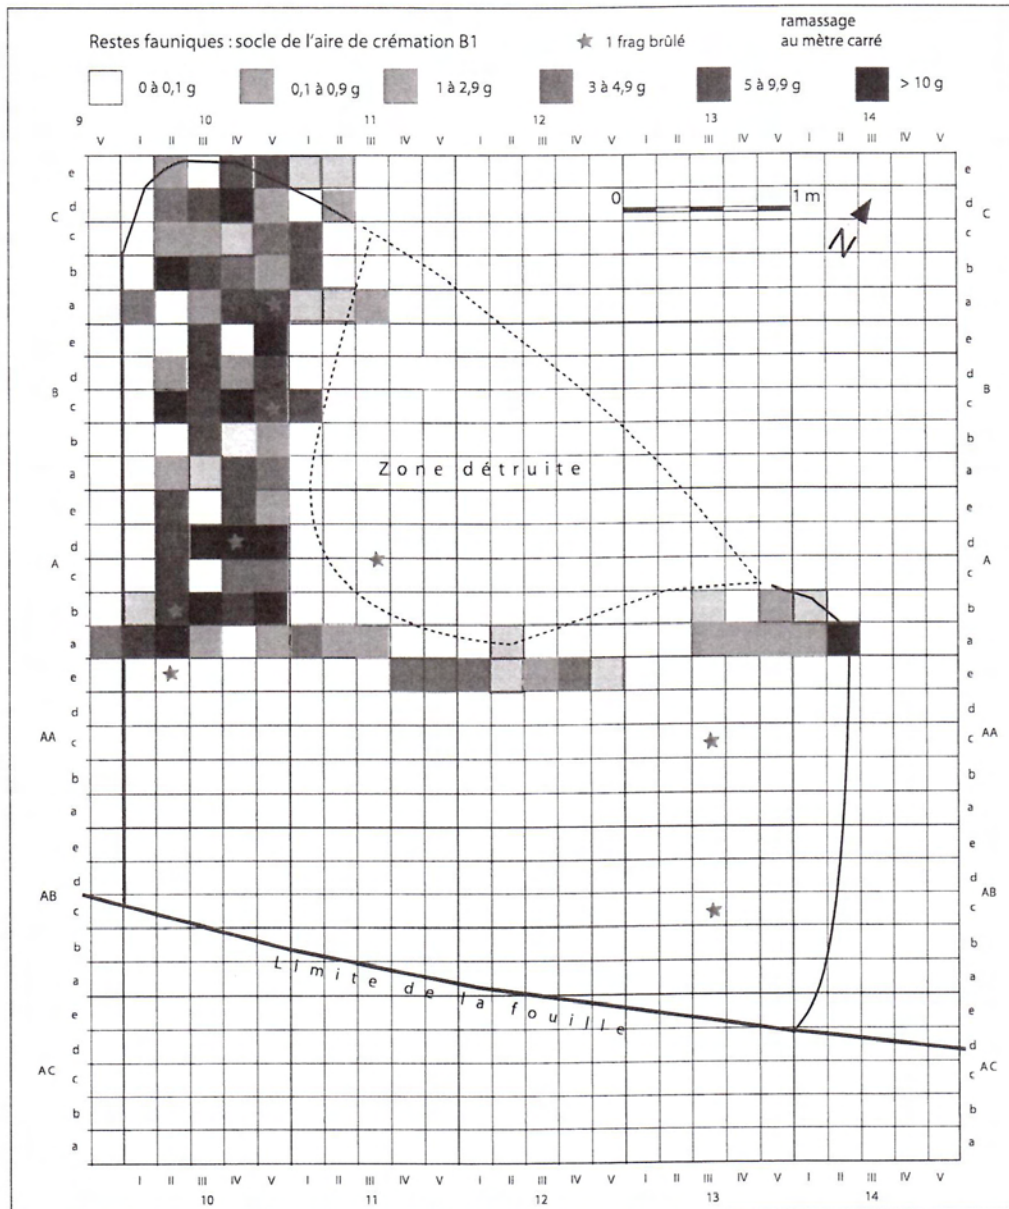 ramassage
Restes fauniques : socle de l'aire de crémation B1 1 frag brûlé au mètre carré
0 à 0,1 g 0,1 à 0,9 g 1 à 2,9 g 3 à 4,9 g 5 à 9,9 g > 10 g
9 10 11 12 13 14
V I II III IV V I II III IV V I II III IV V I II III IV V I II III IV V
e e
0 1 m
C d d C
N
c c
b b
a a
e e
d d
B B
c c
b b
Zone détruite
a a
e e
d d
A A
c c
b b
a a
e e
d d
AA c c AA
b b
a a
e e
d d
AB AB
c c
b b
a a
Limite de la fouille
e e
d d
AC AC
c c
b b
a a
I II III IV V I II III IV V I II III IV V I II III IV V I II III IV V
10 11 12 13 14